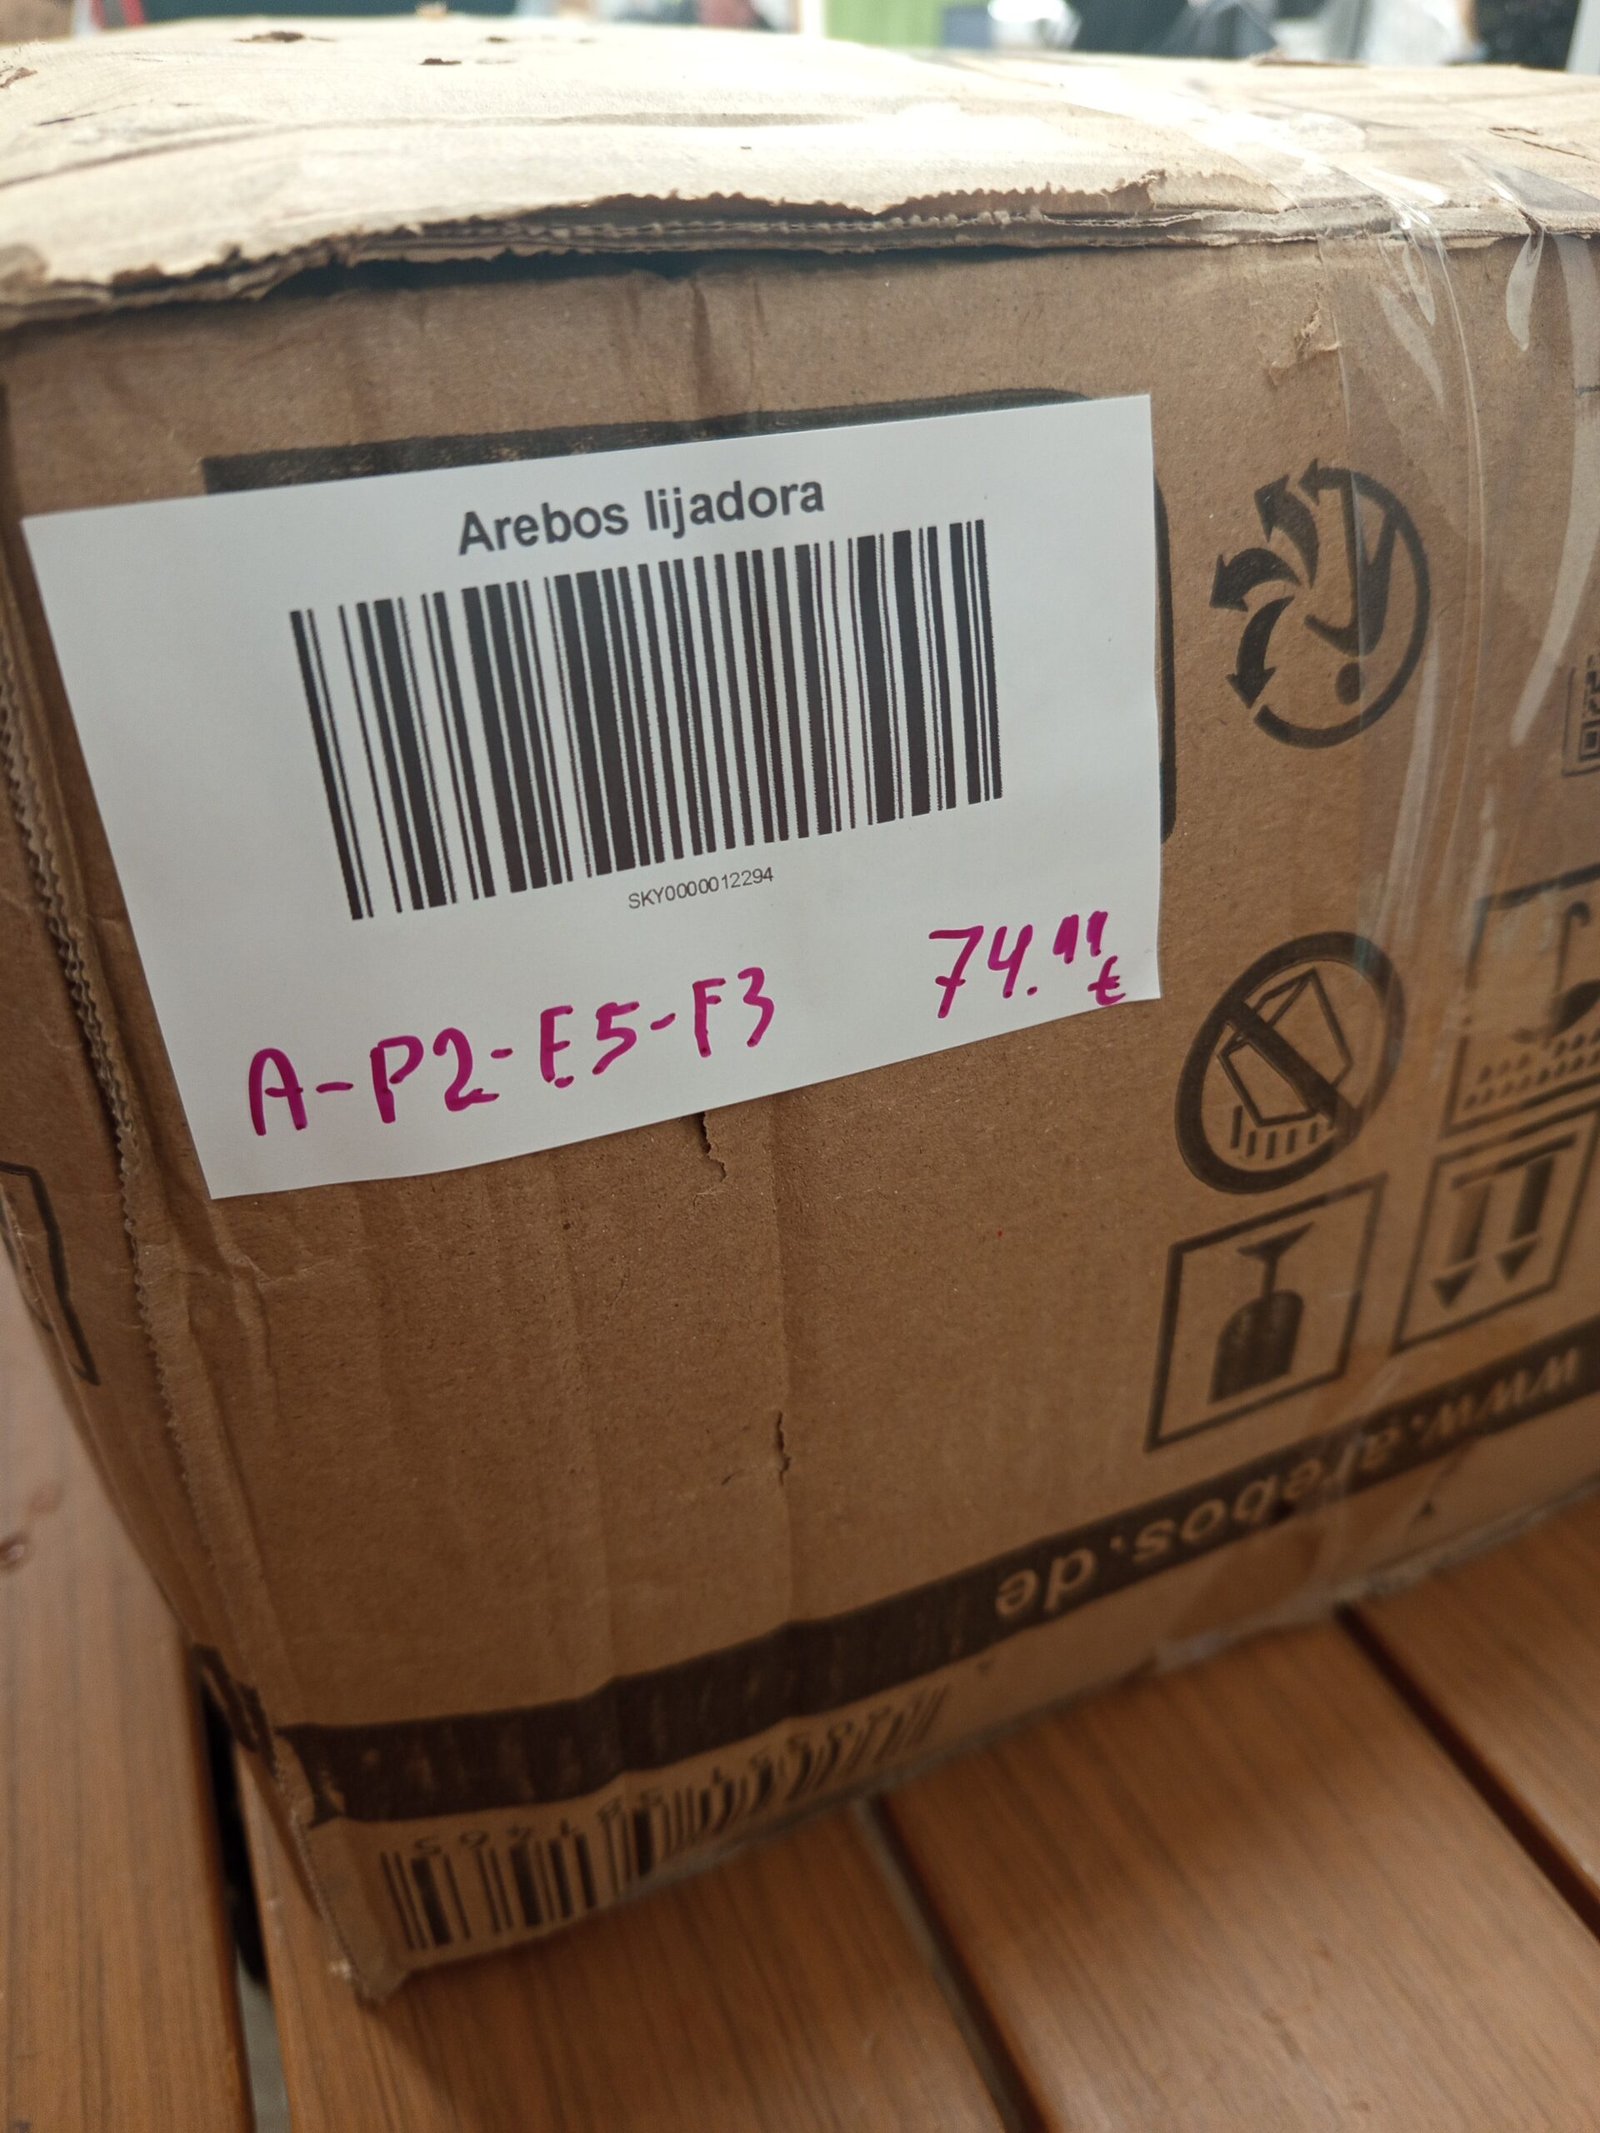 Arebos lijadora
SKY0000012294
A-P2-E5-F3
74.99
€
www.arebos.de